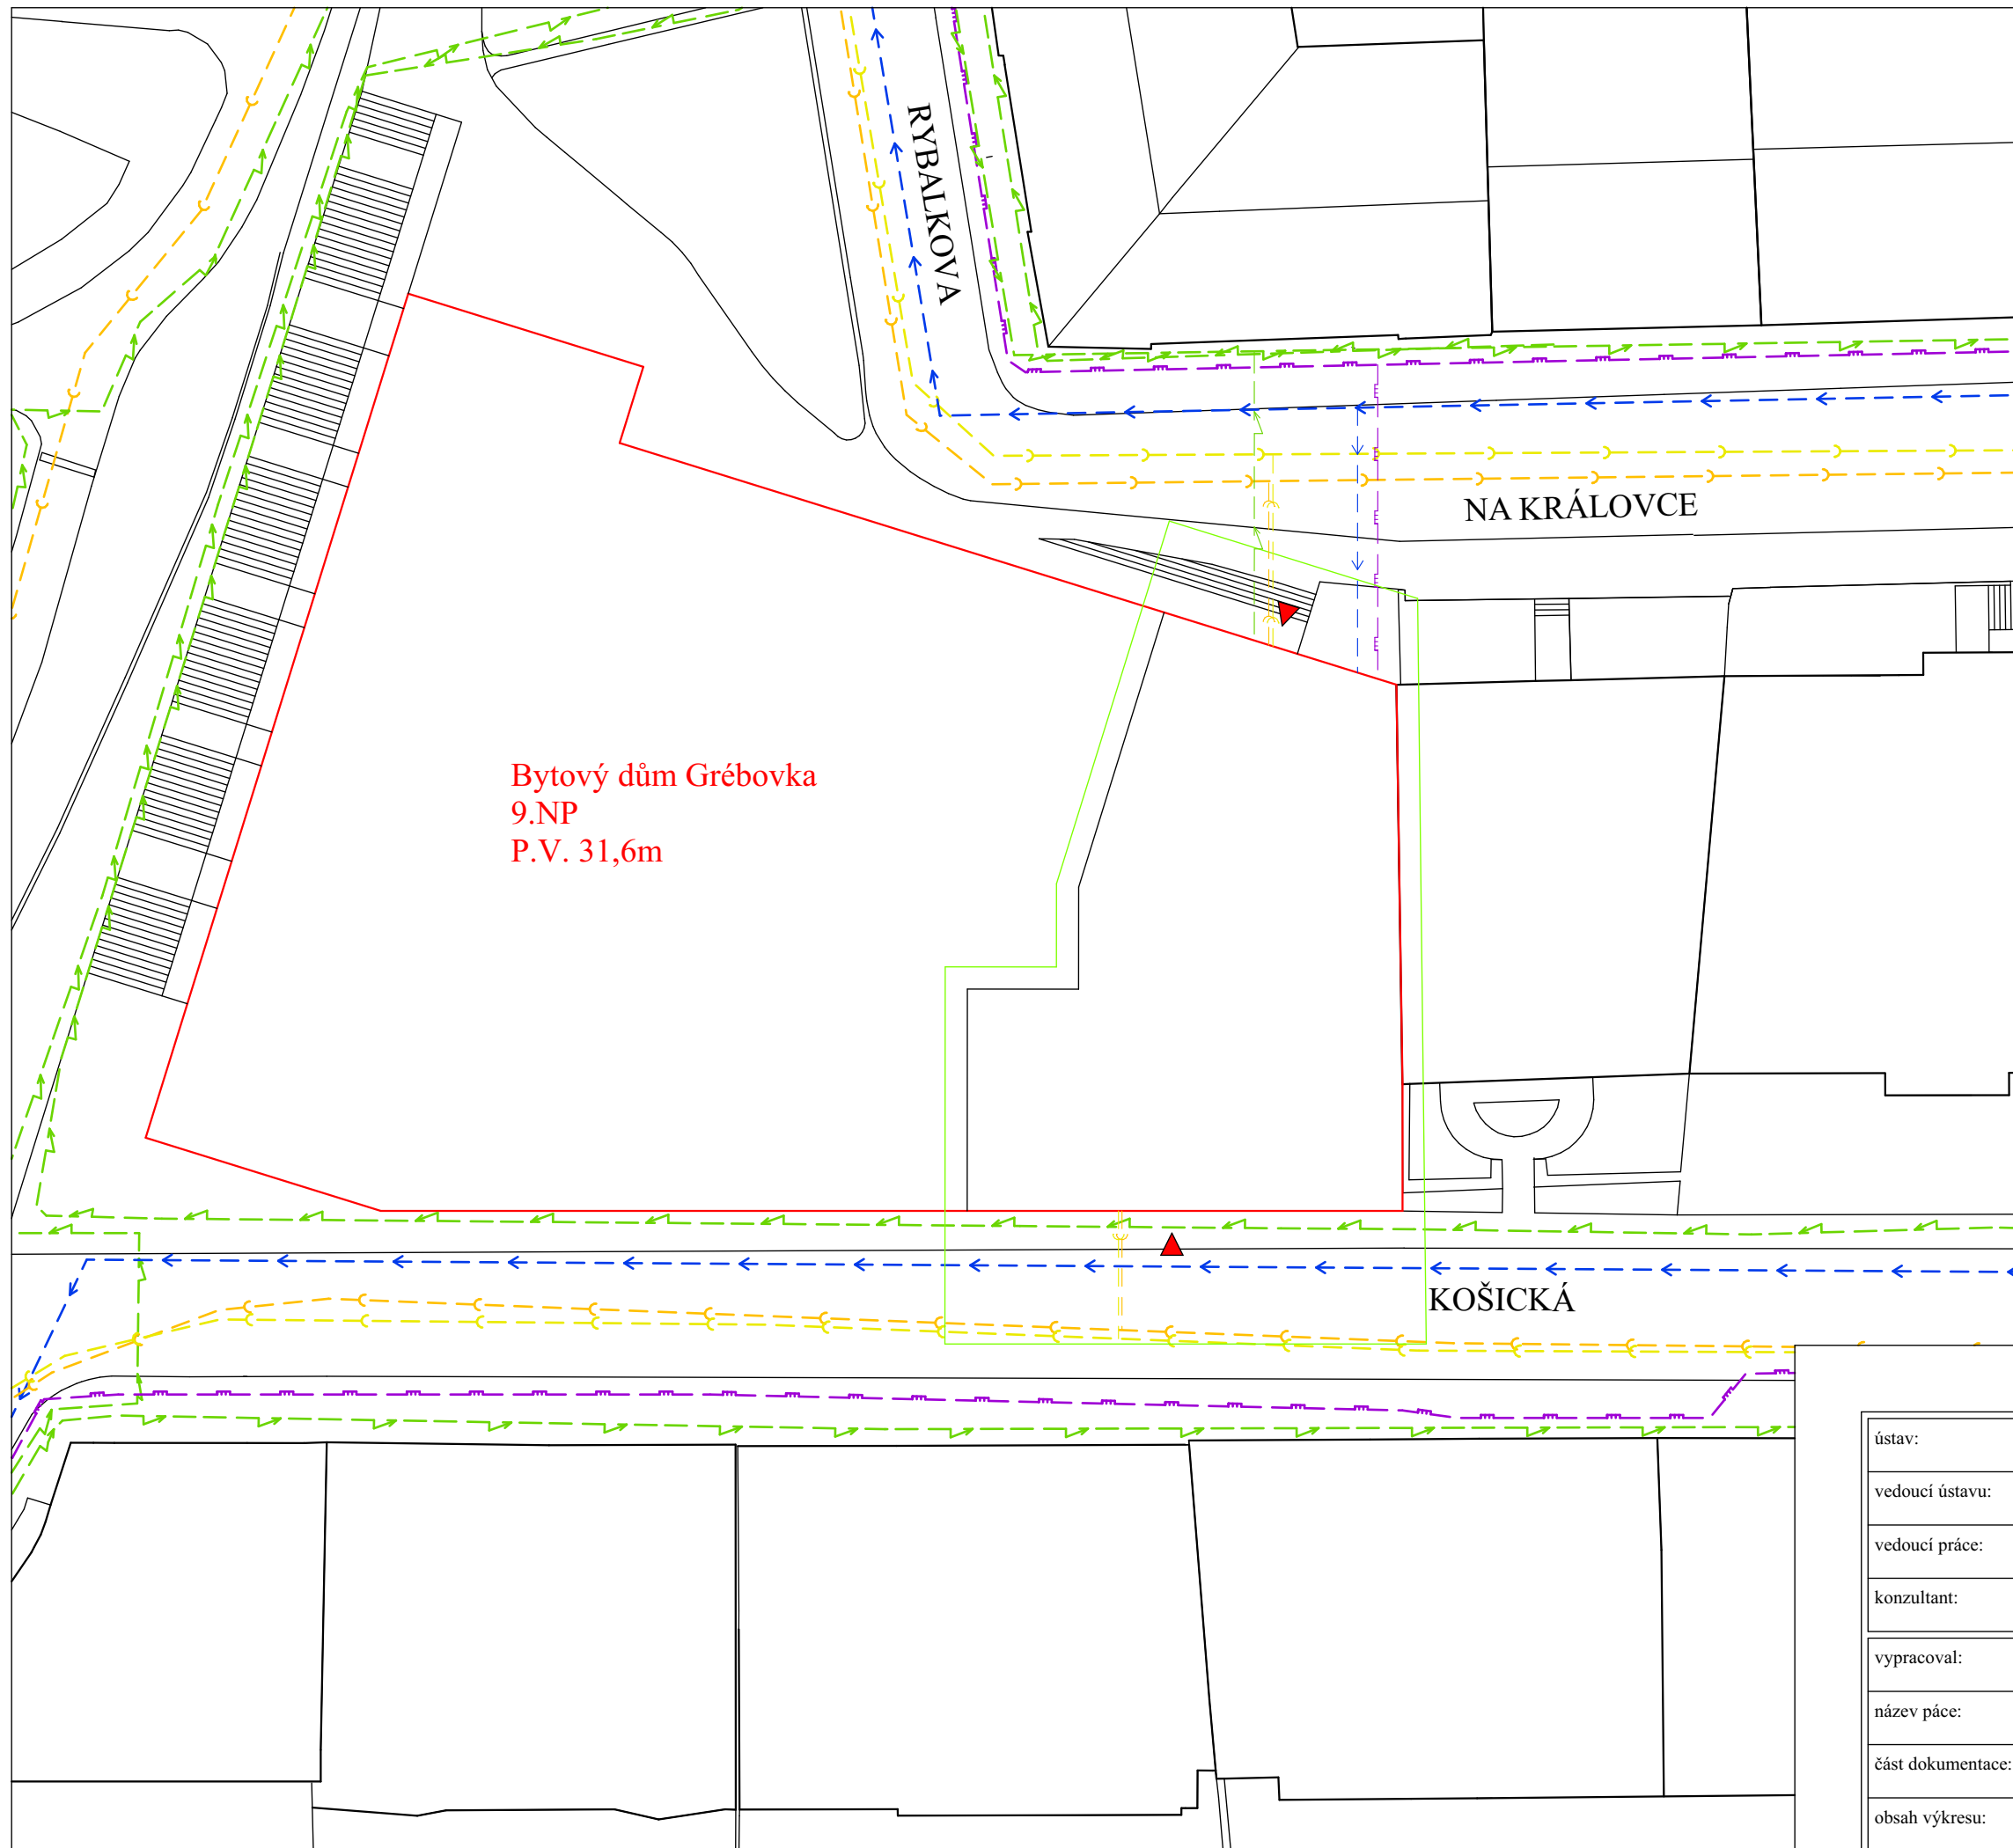 RYBALKOVA
NA KRÁLOVCE
Bytový dům Grébovka
9.NP
P.V. 31,6m
KOŠICKÁ
ústav:
vedoucí ústavu:
vedoucí práce:
konzultant:
vypracoval:
název páce:
část dokumentace:
obsah výkresu: